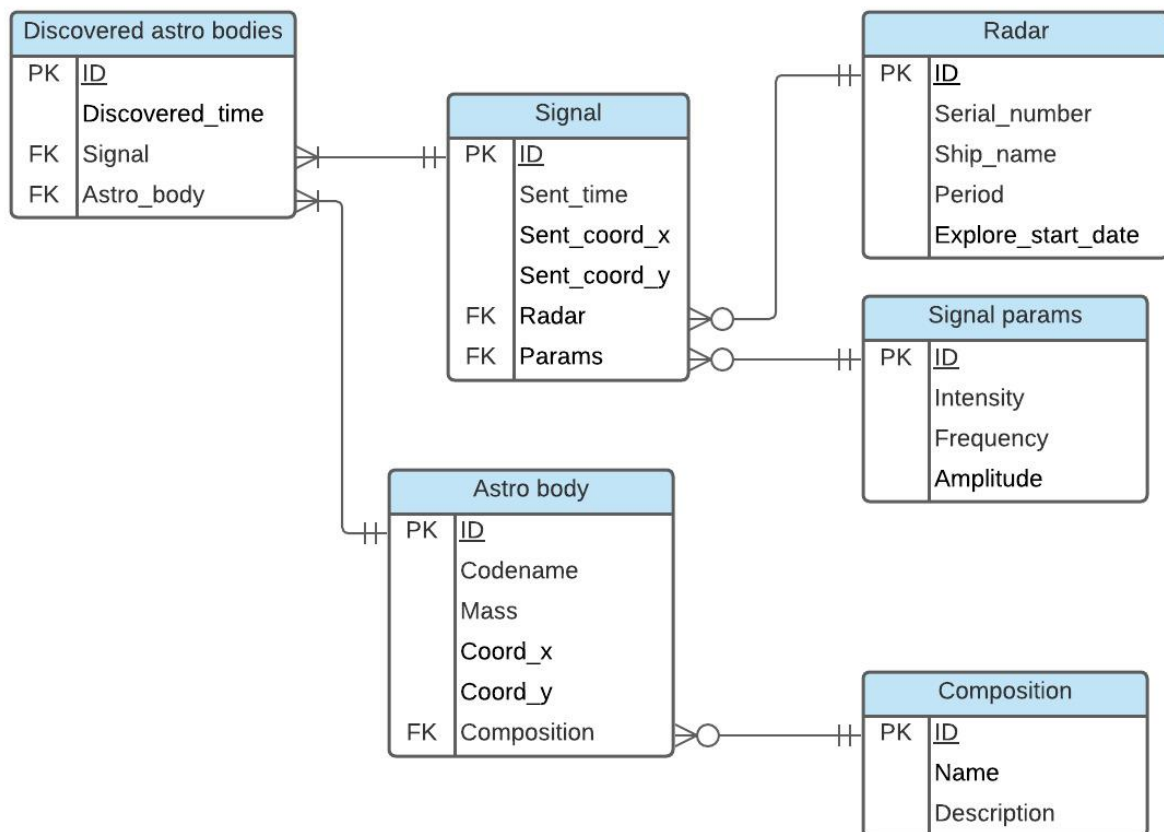 Discovered astro bodies
PK ID
Discovered_time
FK Signal
FK Astro_body
Signal
PK ID
Sent_time
Sent_coord_x
Sent_coord_y
FK Radar
FK Params
Radar
PK ID
Serial_number
Ship_name
Period
Explore_start_date
Signal params
PK ID
Intensity
Frequency
Amplitude
Astro body
PK ID
Codename
Mass
Coord_x
Coord_y
FK Composition
Composition
PK ID
Name
Description